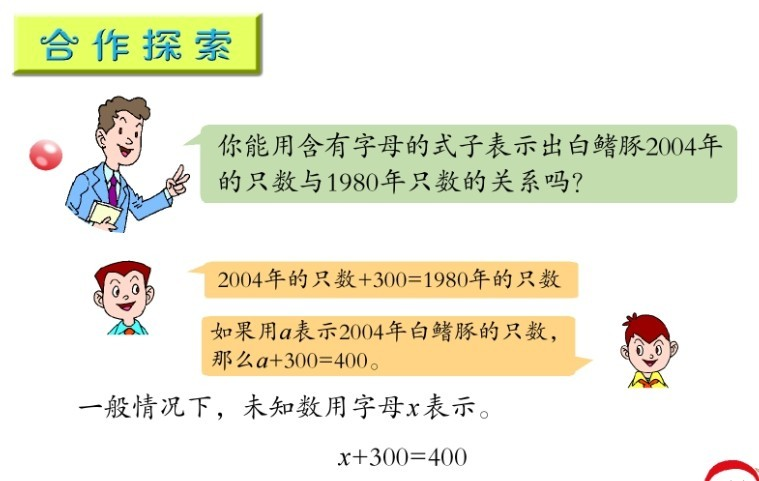 合作探索
你能用含有字母的式子表示出白鳍豚2004年
的只数与1980年只数的关系吗?
2004年的只数+300=1980年的只数
如果用a表示2004年白鳍豚的只数，
那么a+300=400。
一般情况下，未知数用字母x表示。
x+300=400